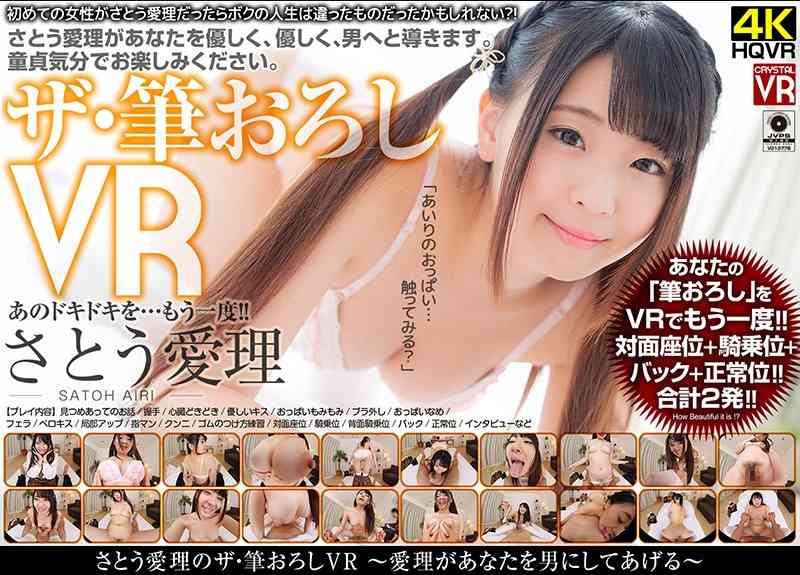 初めての女性がさとう愛理だったらボクの人生は違ったものだったかもしれない?!
さとう愛理があなたを優しく、優しく、男へと導きます。
童貞気分でお楽しみください。
ザ・筆おろし
VR
あのドキドキを…もう一度!!
さとう愛理
SATOH AIRI
【プレイ内容】見つめあってのお話/握手/心臓どきどき/優しいキス/おっぱいもみもみ/ブラ外し/おっぱいなめ/
フェラ/ベロキス/局部アップ/指マン/クンニ/ゴムのつけ方練習/対面座位/騎乗位/背面騎乗位/バック/正常位/インタビューなど
「あいりのおっぱい…
触ってみる?」
4K
HQVR
CRYSTAL
VR
JVPS
あなたの
「筆おろし」を
VRでもう一度!!
対面座位+騎乗位+
バック+正常位!!
合計2発!!
How Beautiful it is !?
さとう愛理のザ・筆おろしVR ~愛理があなたを男にしてあげる~